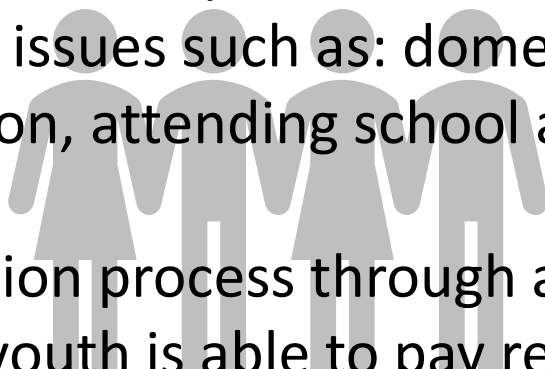 issues such as: dome
on, attending school a
ion process through a
youth is able to pay re